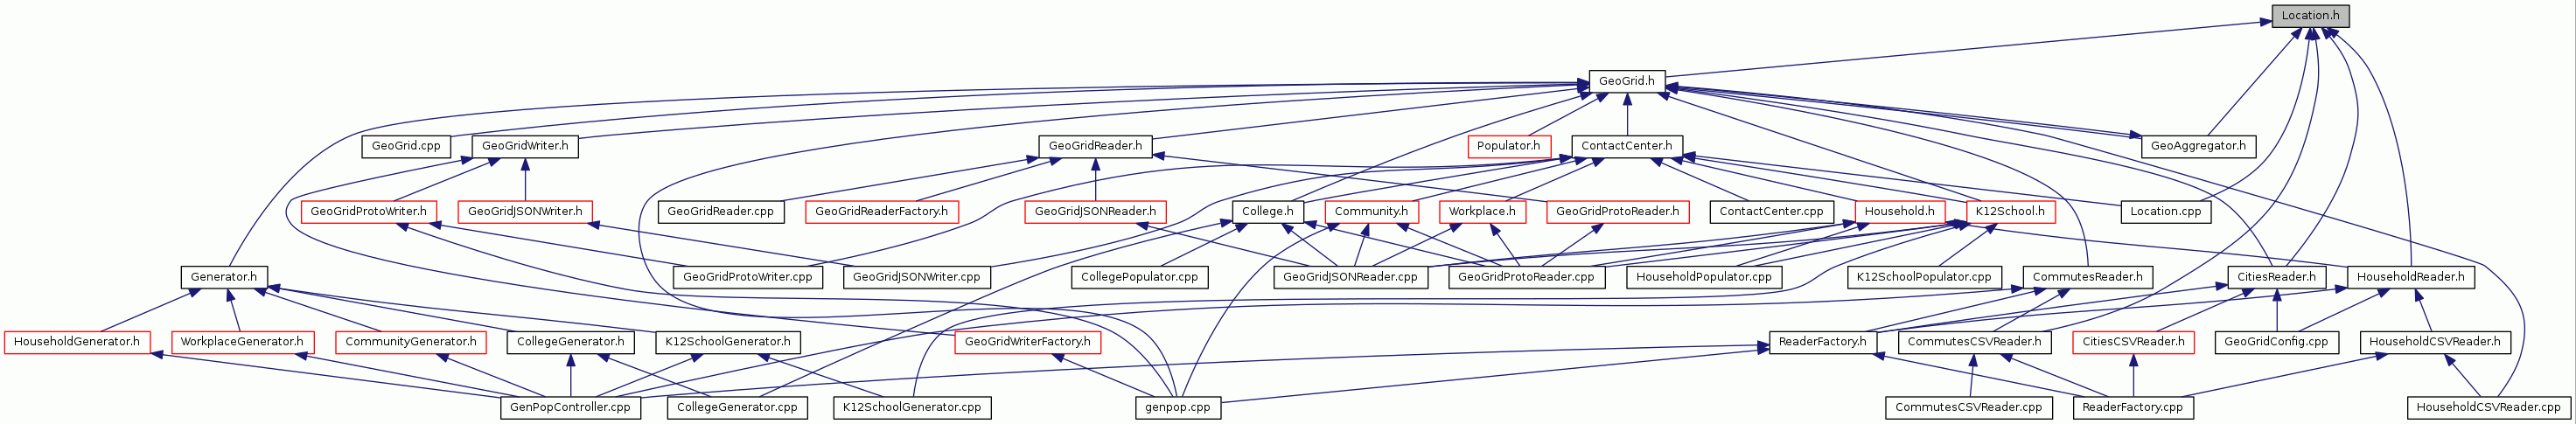 Location.h
GeoGrid.h
GeoGrid.cpp
GeoGridWriter.h
GeoGridReader.h
Populator.h
ContactCenter.h
GeoAggregator.h
GeoGridProtoWriter.h
GeoGridJSONWriter.h
GeoGridReader.cpp
GeoGridReaderFactory.h
GeoGridJSONReader.h
College.h
Community.h
Workplace.h
GeoGridProtoReader.h
ContactCenter.cpp
Household.h
K12School.h
Location.cpp
Generator.h
GeoGridProtoWriter.cpp
GeoGridJSONWriter.cpp
CollegePopulator.cpp
GeoGridJSONReader.cpp
GeoGridProtoReader.cpp
HouseholdPopulator.cpp
K12SchoolPopulator.cpp
CommutesReader.h
CitiesReader.h
HouseholdReader.h
HouseholdGenerator.h
WorkplaceGenerator.h
CommunityGenerator.h
CollegeGenerator.h
K12SchoolGenerator.h
GeoGridWriterFactory.h
ReaderFactory.h
CommutesCSVReader.h
CitiesCSVReader.h
GeoGridConfig.cpp
HouseholdCSVReader.h
GenPopController.cpp
CollegeGenerator.cpp
K12SchoolGenerator.cpp
genpop.cpp
CommutesCSVReader.cpp
ReaderFactory.cpp
HouseholdCSVReader.cpp